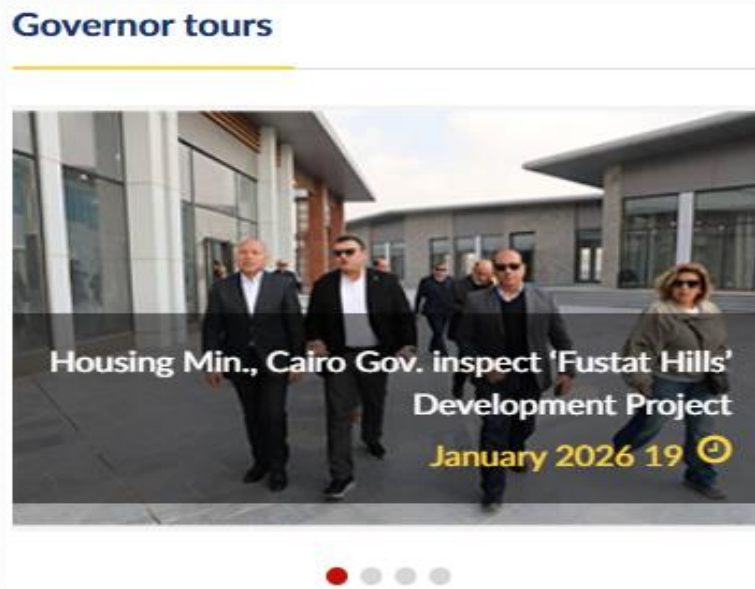 Governor tours
Housing Min., Cairo Gov. inspect ‘Fustat Hills’
Development Project
January 2026 19